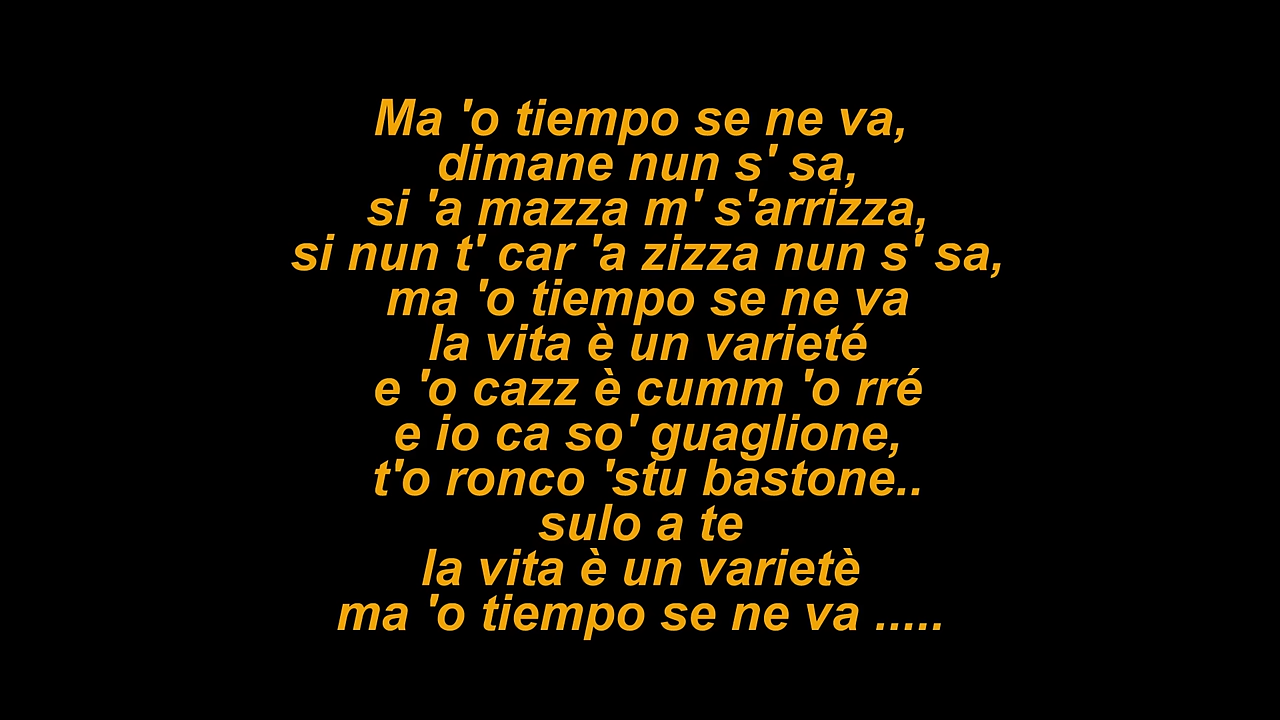 Ma 'o tiempo se ne va,
dimane nun s' sa,
si 'a mazza m' s'arrizza,
si nun t' car 'a zizza nun s' sa,
ma 'o tiempo se ne va
la vita è un varieté
e 'o cazz è cumm 'o rré
e io ca so' guaglione,
t'o ronco 'stu bastone..
sulo a te
la vita è un varietè
ma 'o tiempo se ne va .....